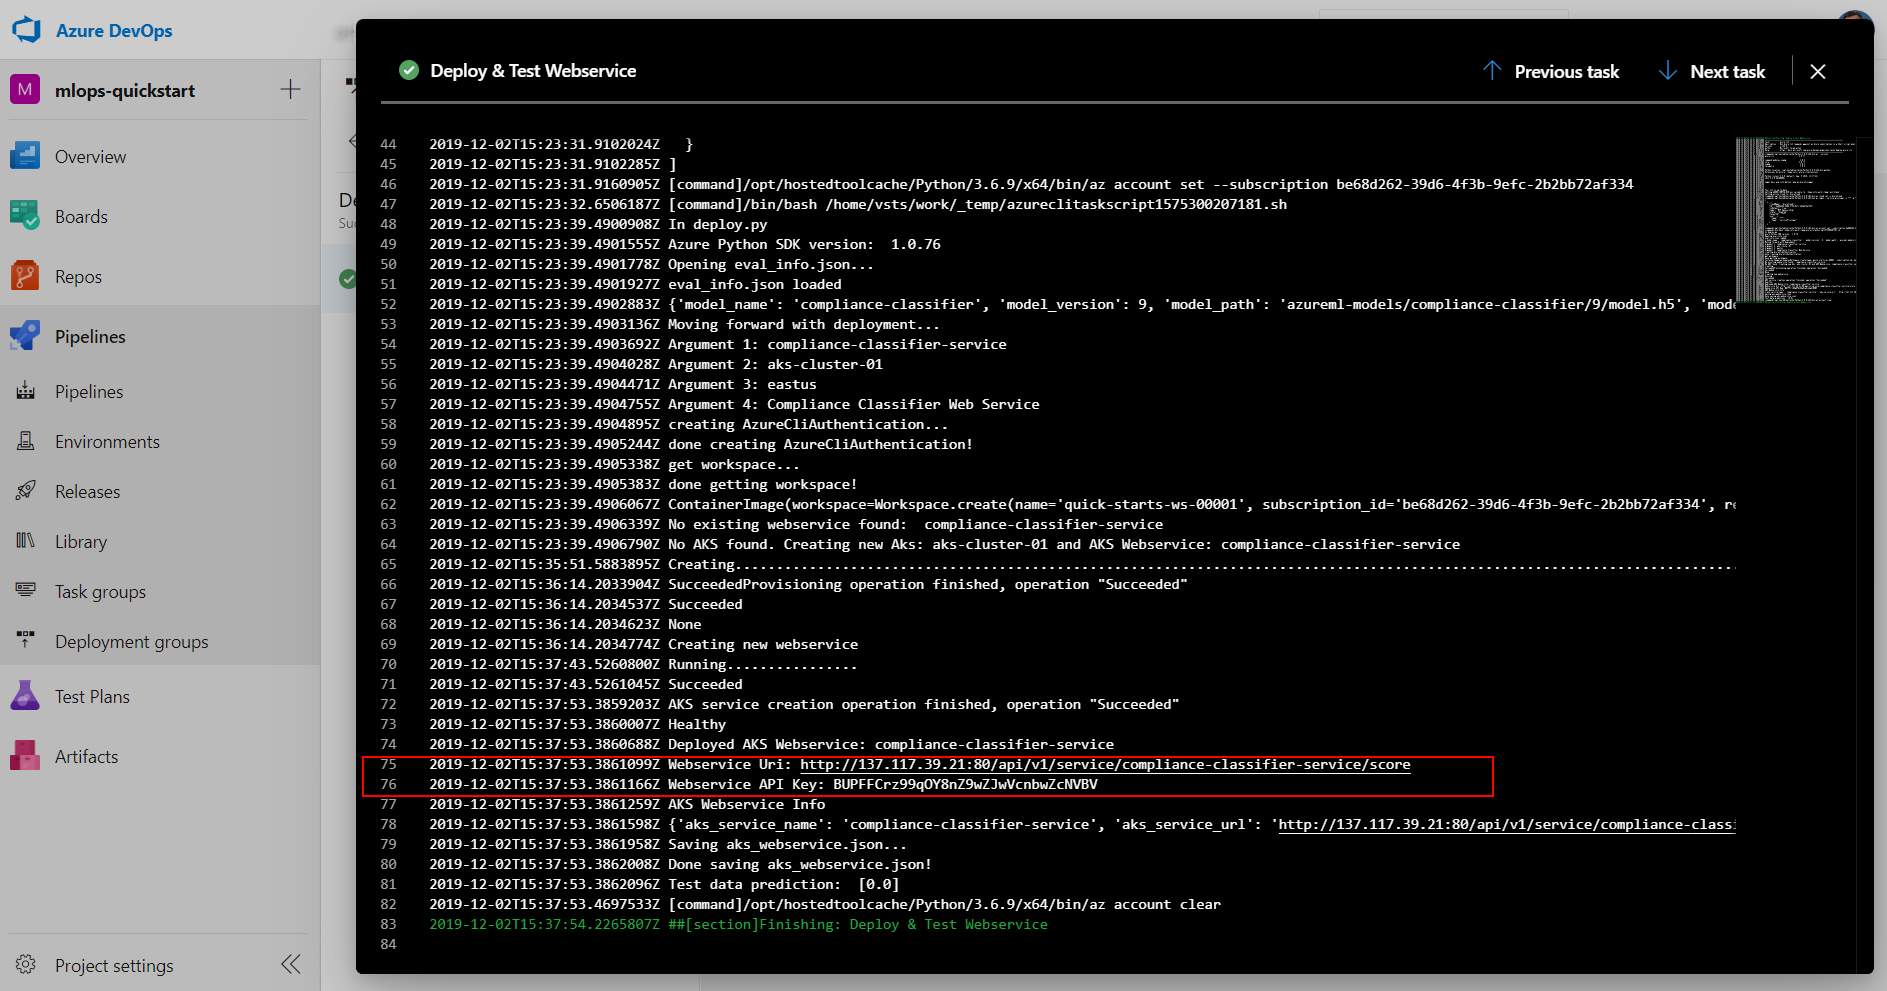 Azure DevOps
M mlops-quickstart
Overview
Boards
Repos
Pipelines
Pipelines
Environments
Releases
Library
Task groups
Deployment groups
Test Plans
Artifacts
Project settings
De
Suc
Deploy & Test Webservice
Previous task
Next task
44 2019-12-02T15:23:31.9102024Z   }
45 2019-12-02T15:23:31.9102285Z ]
46 2019-12-02T15:23:31.9160905Z [command]/opt/hostedtoolcache/Python/3.6.9/x64/bin/az account set --subscription be68d262-39d6-4f3b-9efc-2b2bb72af334
47 2019-12-02T15:23:32.6506187Z [command]/bin/bash /home/vsts/work/_temp/azureclitaskscript1575300207181.sh
48 2019-12-02T15:23:39.4900908Z In deploy.py
49 2019-12-02T15:23:39.4901555Z Azure Python SDK version:  1.0.76
50 2019-12-02T15:23:39.4901778Z Opening eval_info.json...
51 2019-12-02T15:23:39.4901927Z eval_info.json loaded
52 2019-12-02T15:23:39.4902883Z {'model_name': 'compliance-classifier', 'model_version': 9, 'model_path': 'azureml-models/compliance-classifier/9/model.h5', 'mode
53 2019-12-02T15:23:39.4903136Z Moving forward with deployment...
54 2019-12-02T15:23:39.4903692Z Argument 1: compliance-classifier-service
55 2019-12-02T15:23:39.4904028Z Argument 2: aks-cluster-01
56 2019-12-02T15:23:39.4904471Z Argument 3: eastus
57 2019-12-02T15:23:39.4904755Z Argument 4: Compliance Classifier Web Service
58 2019-12-02T15:23:39.4904895Z creating AzureCliAuthentication...
59 2019-12-02T15:23:39.4905244Z done creating AzureCliAuthentication!
60 2019-12-02T15:23:39.4905338Z get workspace...
61 2019-12-02T15:23:39.4905383Z done getting workspace!
62 2019-12-02T15:23:39.4906067Z ContainerImage(workspace=Workspace.create(name='quick-starts-ws-00001', subscription_id='be68d262-39d6-4f3b-9efc-2b2bb72af334', re
63 2019-12-02T15:23:39.4906339Z No existing webservice found:  compliance-classifier-service
64 2019-12-02T15:23:39.4906790Z No AKS found. Creating new Aks: aks-cluster-01 and AKS Webservice: compliance-classifier-service
65 2019-12-02T15:35:51.5883895Z Creating.........................................................................................................................
66 2019-12-02T15:36:14.2033904Z SucceededProvisioning operation finished, operation "Succeeded"
67 2019-12-02T15:36:14.2034537Z Succeeded
68 2019-12-02T15:36:14.2034623Z None
69 2019-12-02T15:36:14.2034774Z Creating new webservice
70 2019-12-02T15:37:43.5260800Z Running................
71 2019-12-02T15:37:43.5261045Z Succeeded
72 2019-12-02T15:37:53.3859203Z AKS service creation operation finished, operation "Succeeded"
73 2019-12-02T15:37:53.3860007Z Healthy
74 2019-12-02T15:37:53.3860688Z Deployed AKS Webservice: compliance-classifier-service
75 2019-12-02T15:37:53.3861099Z Webservice Uri: http://137.117.39.21:80/api/v1/service/compliance-classifier-service/score
76 2019-12-02T15:37:53.3861166Z Webservice API Key: BUPFFCrz99qOY8nZ9wZJwVcnbwZcNVBV
77 2019-12-02T15:37:53.3861259Z AKS Webservice Info
78 2019-12-02T15:37:53.3861598Z {'aks_service_name': 'compliance-classifier-service', 'aks_service_url': 'http://137.117.39.21:80/api/v1/service/compliance-classi
79 2019-12-02T15:37:53.3861958Z Saving aks_webservice.json...
80 2019-12-02T15:37:53.3862008Z Done saving aks_webservice.json!
81 2019-12-02T15:37:53.3862096Z Test data prediction:  [0.0]
82 2019-12-02T15:37:53.4697533Z [command]/opt/hostedtoolcache/Python/3.6.9/x64/bin/az account clear
83 2019-12-02T15:37:54.2265807Z ##[section]Finishing: Deploy & Test Webservice
84